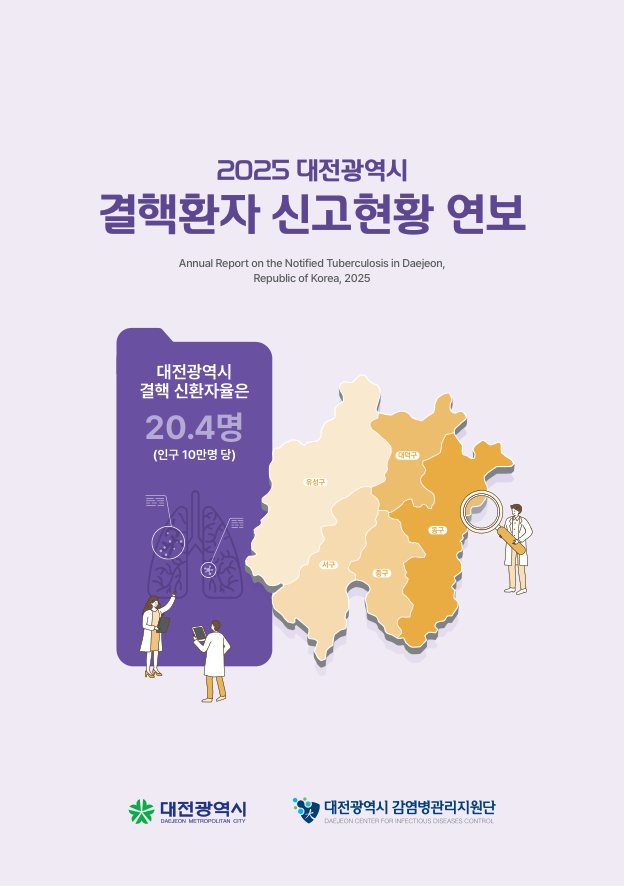 2025 대전광역시
결핵환자 신고현황 연보
Annual Report on the Notified Tuberculosis in Daejeon,
Republic of Korea, 2025
대전광역시
결핵 신환자율은
20.4명
(인구 10만명 당)
대덕구
유성구
동구
서구
중구
대전광역시
DAEJEON METROPOLITAN CITY
대전광역시 감염병관리지원단
DAEJEON CENTER FOR INFECTIOUS DISEASES CONTROL